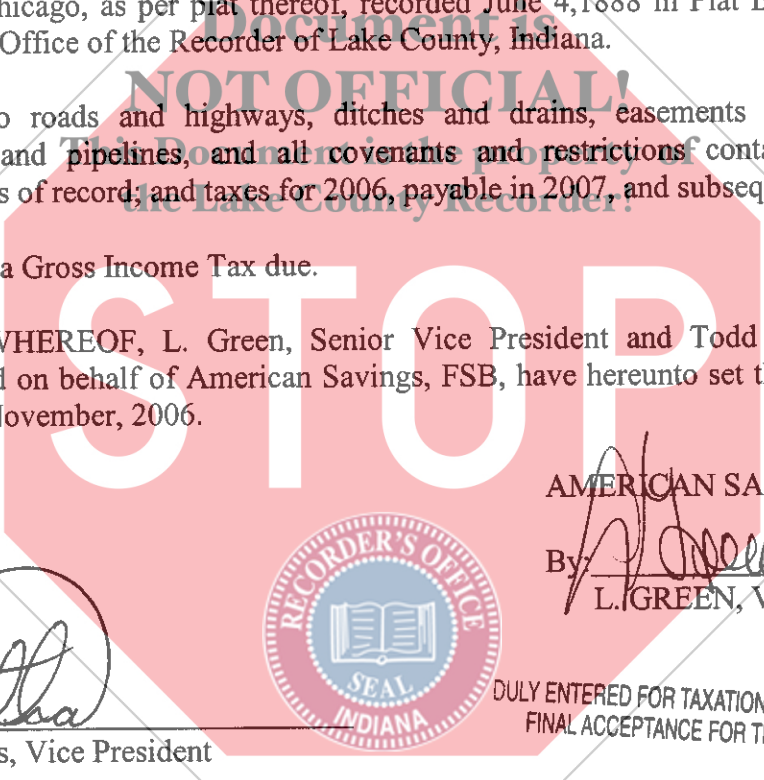 hicago, as per plat thereof, recorded June 4,1888 in Plat
Document is
Office of the Recorder of Lake County, Indiana.
NOT OFFICIAL!
o roads and highways, ditches and drains, easements
This Document is the property of
and pipelines, and all covenants and restrictions conta
s of record, and taxes for 2006, payable in 2007, and subseq
the Lake County Recorder!
a Gross Income Tax due.
STOP
WHEREOF, L. Green, Senior Vice President and Todd
d on behalf of American Savings, FSB, have hereunto set t
November, 2006.
AMERICAN SA
By:
L. GREEN, V
RECORDER'S OFFICE
SEAL
INDIANA
DULY ENTERED FOR TAXATION
FINAL ACCEPTANCE FOR T
s, Vice President